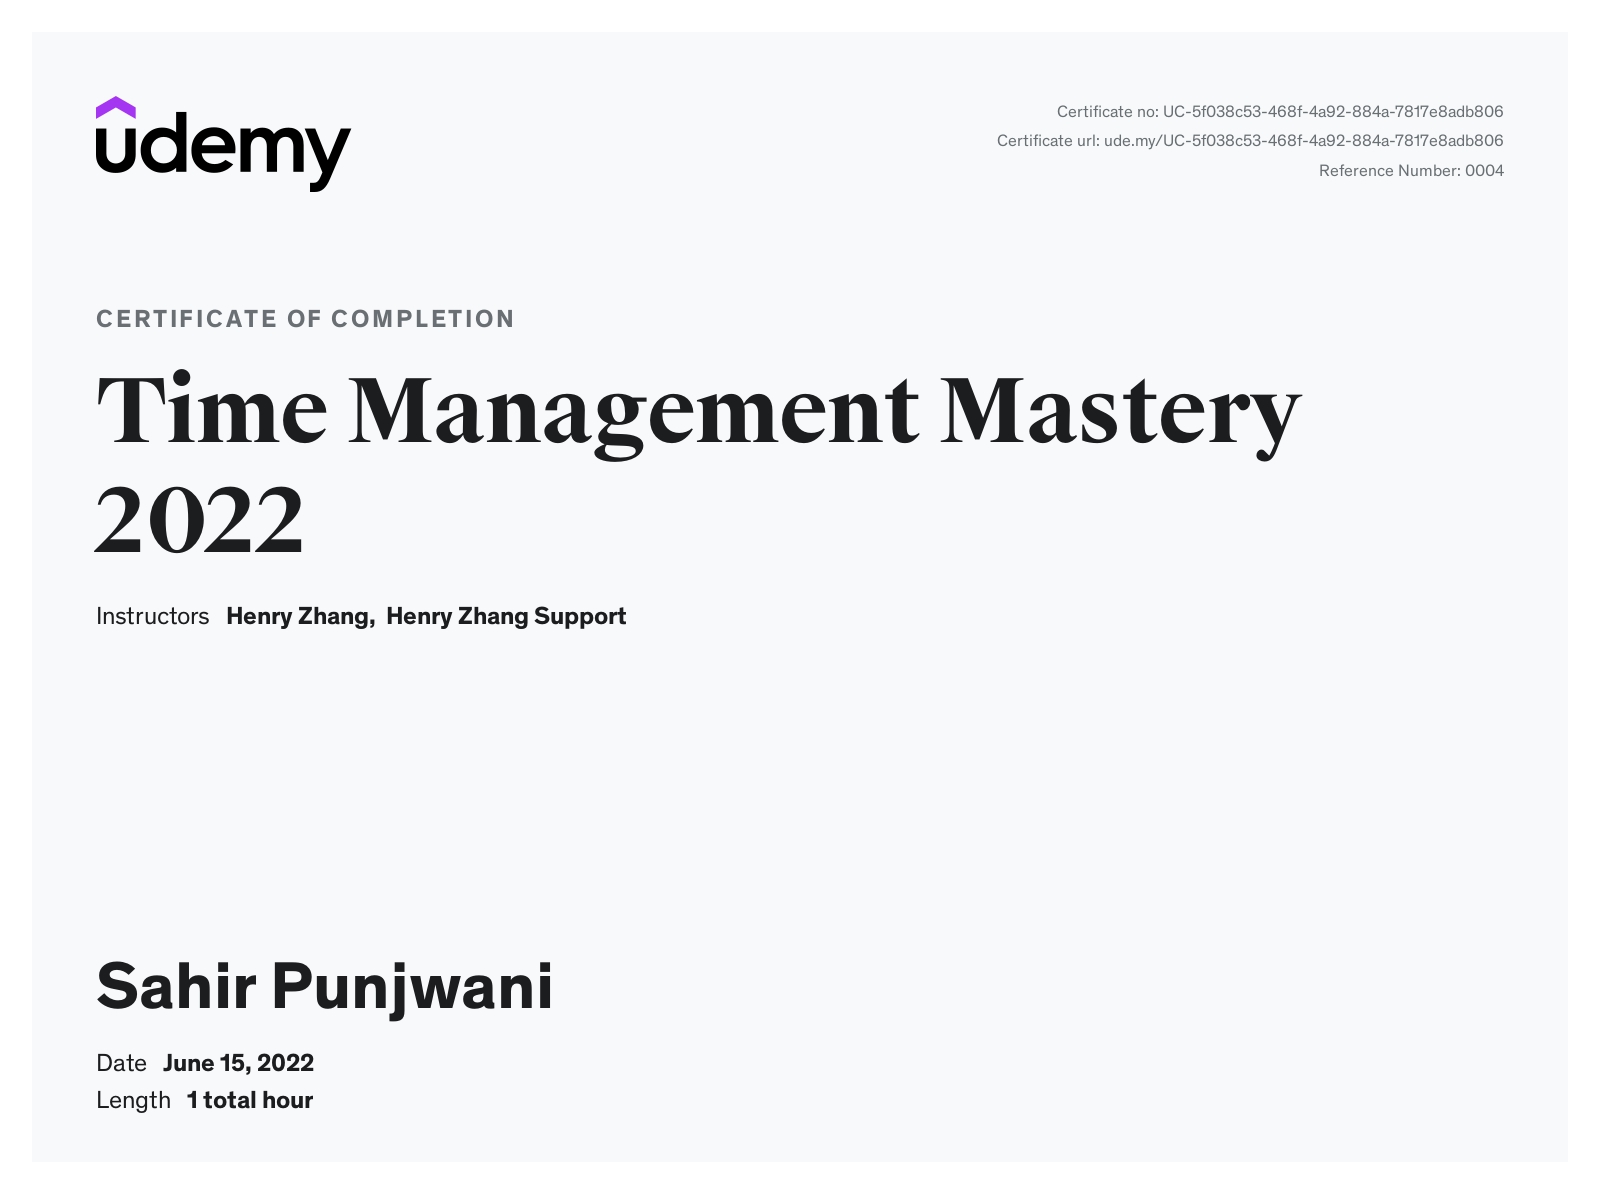 udemy
Certificate no: UC-5f038c53-468f-4a92-884a-7817e8adb806
Certificate url: ude.my/UC-5f038c53-468f-4a92-884a-7817e8adb806
Reference Number: 0004
CERTIFICATE OF COMPLETION
Time Management Mastery
2022
Instructors Henry Zhang, Henry Zhang Support
Sahir Punjwani
Date June 15, 2022
Length 1 total hour